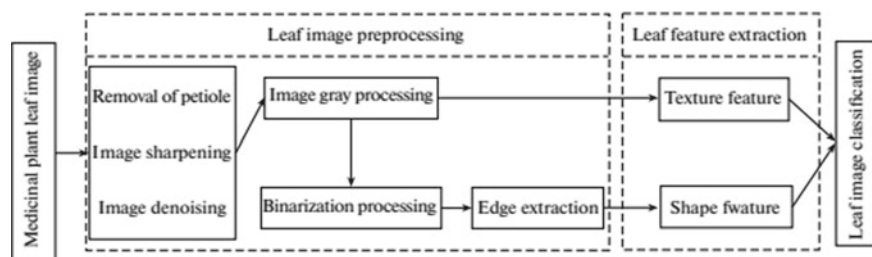 Medicinal plant leaf image
Leaf image preprocessing
Removal of petiole
Image sharpening
Image denoising
Image gray processing
Binarization processing
Edge extraction
Leaf feature extraction
Texture feature
Shape fwature
Leaf image classification